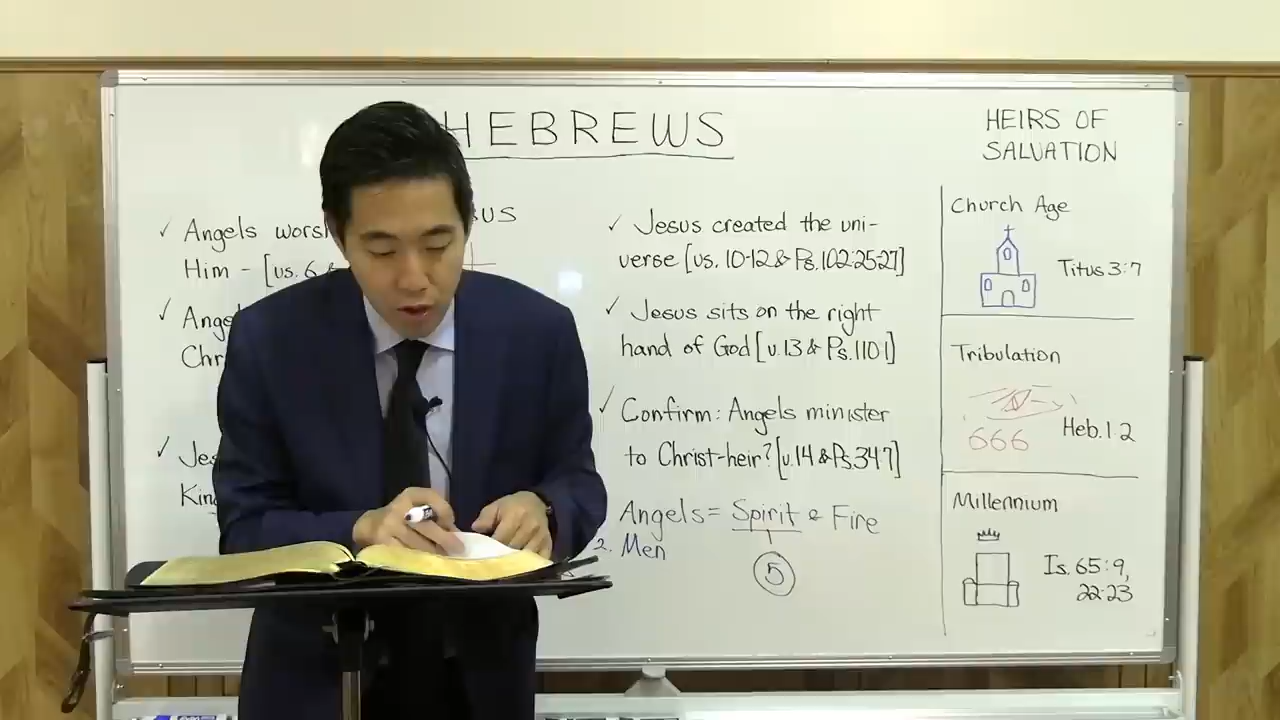 HEBREWS
US
✓ Angels worsh
Him - [vs. 6 &
✓ Ange
Chr
✓ Jes
King
✓ Jesus created the uni-
verse [vs. 10-12 & Ps. 102:25-27]
✓ Jesus sits on the right
hand of God [v. 13 & Ps. 110:1]
✓ Confirm: Angels minister
to Christ-heir? [v. 14 & Ps. 34:7]
Angels = Spirit & Fire
2. Men
5
HEIRS OF
SALVATION
Church Age
Titus 3:7
Tribulation
666
Heb. 1:2
Millennium
Is. 65:9,
22:23